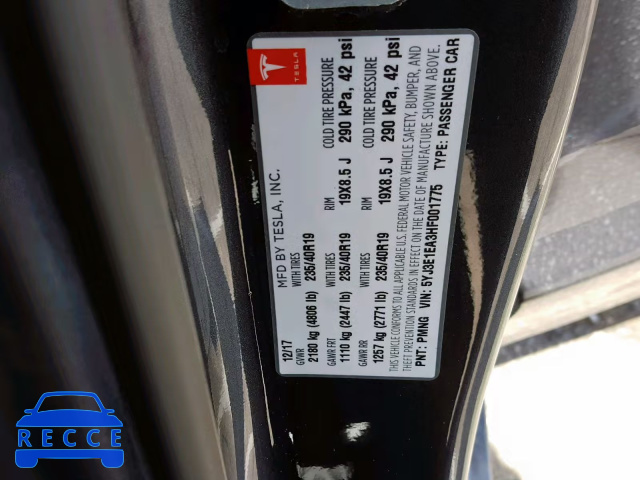 TESLA
MFD BY TESLA, INC.
12/17
GVWR WITH TIRES RIM COLD TIRE PRESSURE
2180 kg (4806 lb) 235/40R19 19X8.5 J 290 kPa, 42 psi
GAWR FRT WITH TIRES RIM COLD TIRE PRESSURE
1110 kg (2447 lb) 235/40R19 19X8.5 J 290 kPa, 42 psi
GAWR RR
1257 kg (2771 lb) 235/40R19
THIS VEHICLE CONFORMS TO ALL APPLICABLE U.S. FEDERAL MOTOR VEHICLE SAFETY, BUMPER, AND
THEFT PREVENTION STANDARDS IN EFFECT ON THE DATE OF MANUFACTURE SHOWN ABOVE.
PNT: PMNG VIN: 5YJ3E1EA3HF001775 TYPE: PASSENGER CAR
RECCE